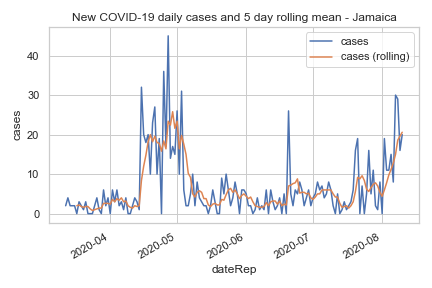 New COVID-19 daily cases and 5 day rolling mean - Jamaica
cases
cases (rolling)
cases
40
30
20
10
0
2020-04
2020-05
2020-06
2020-07
2020-08
dateRep